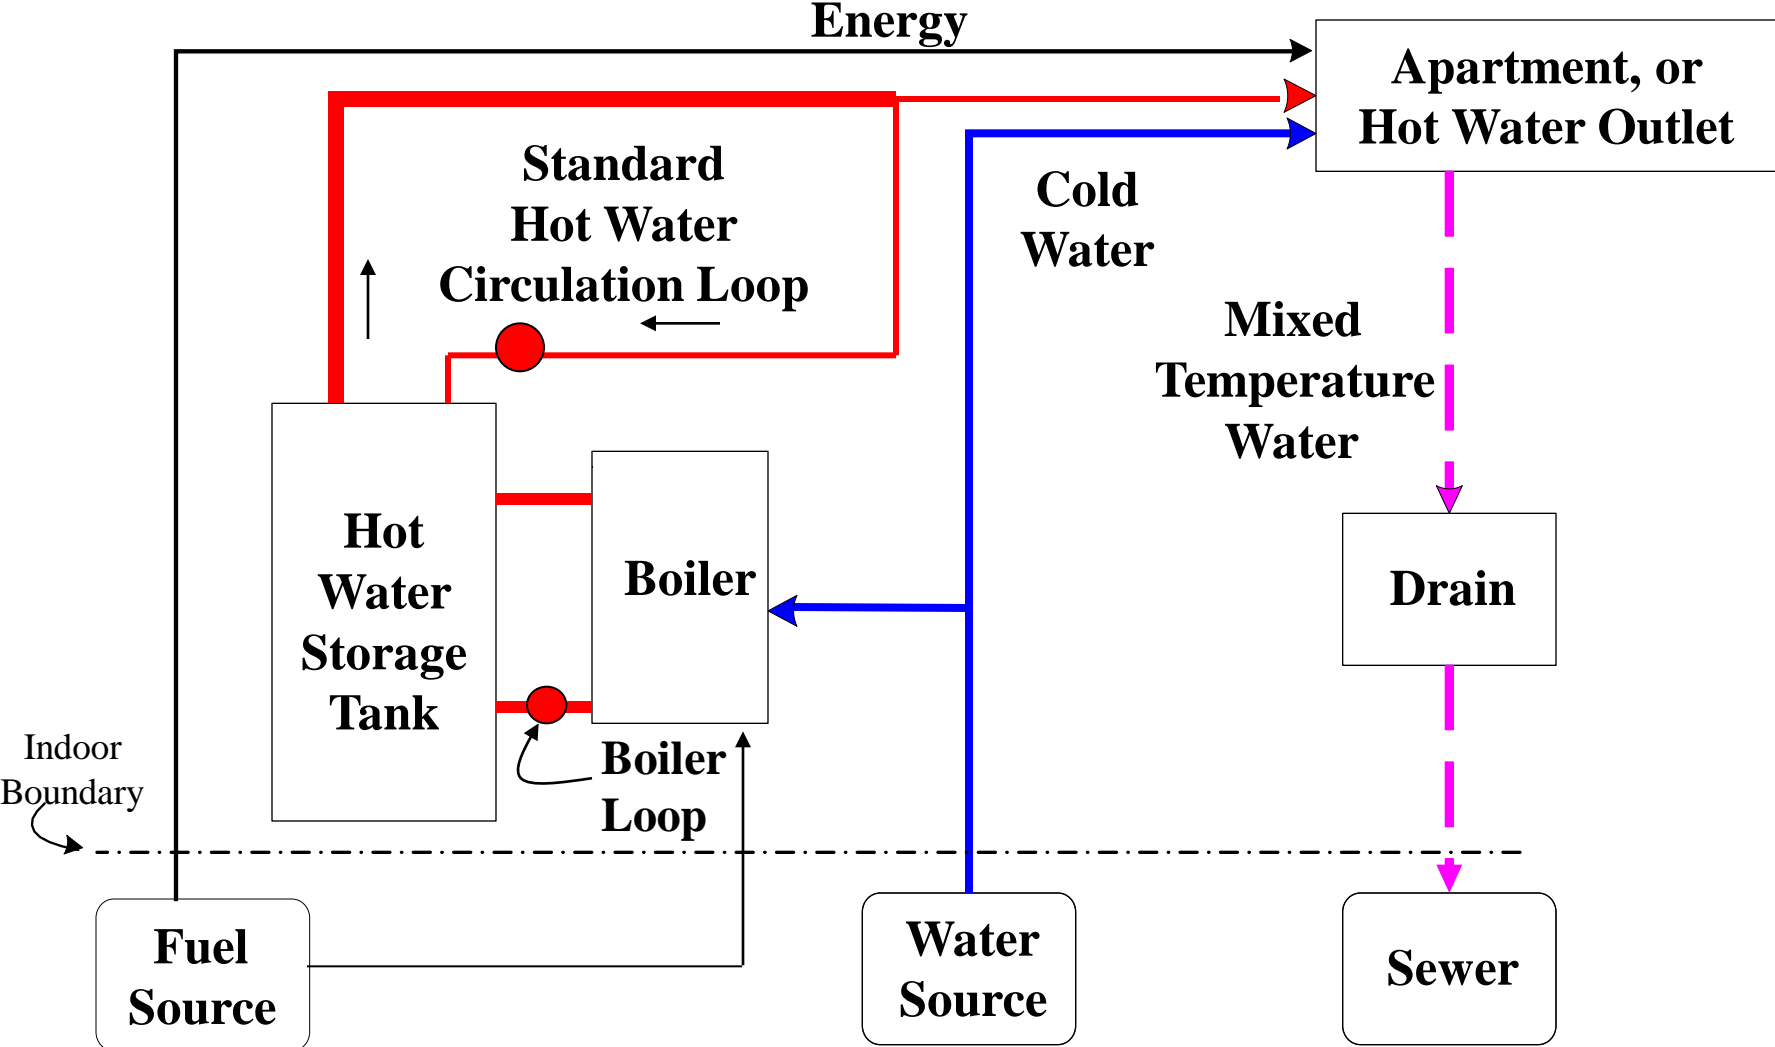 Energy
Apartment, or
Hot Water Outlet
Standard
Hot Water
Circulation Loop
Cold
Water
Mixed
Temperature
Water
Hot
Water
Storage
Tank
Boiler
Drain
Boiler
Loop
Indoor
Boundary
Fuel
Source
Water
Source
Sewer